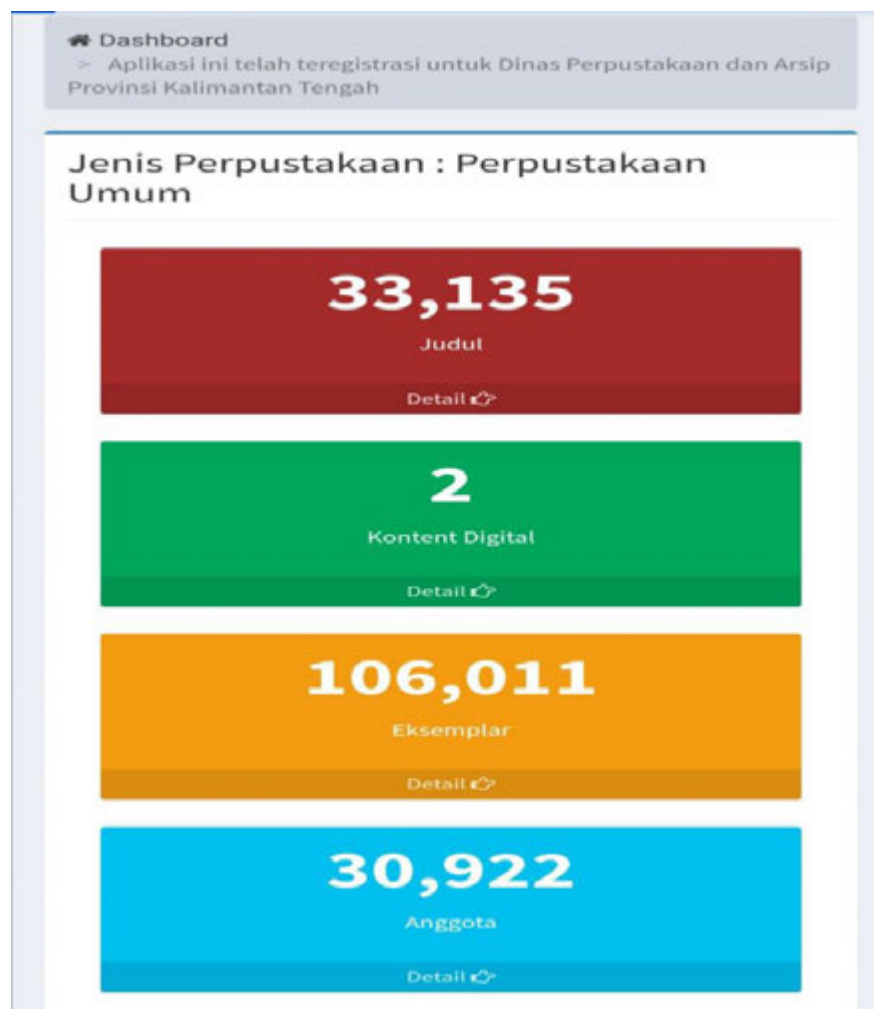 Dashboard
> Aplikasi ini telah teregistrasi untuk Dinas Perpustakaan dan Arsip
Provinsi Kalimantan Tengah
Jenis Perpustakaan : Perpustakaan
Umum
33,135
Judul
Detail
2
Kontent Digital
Detail
106,011
Eksemplar
Detail
30,922
Anggota
Detail